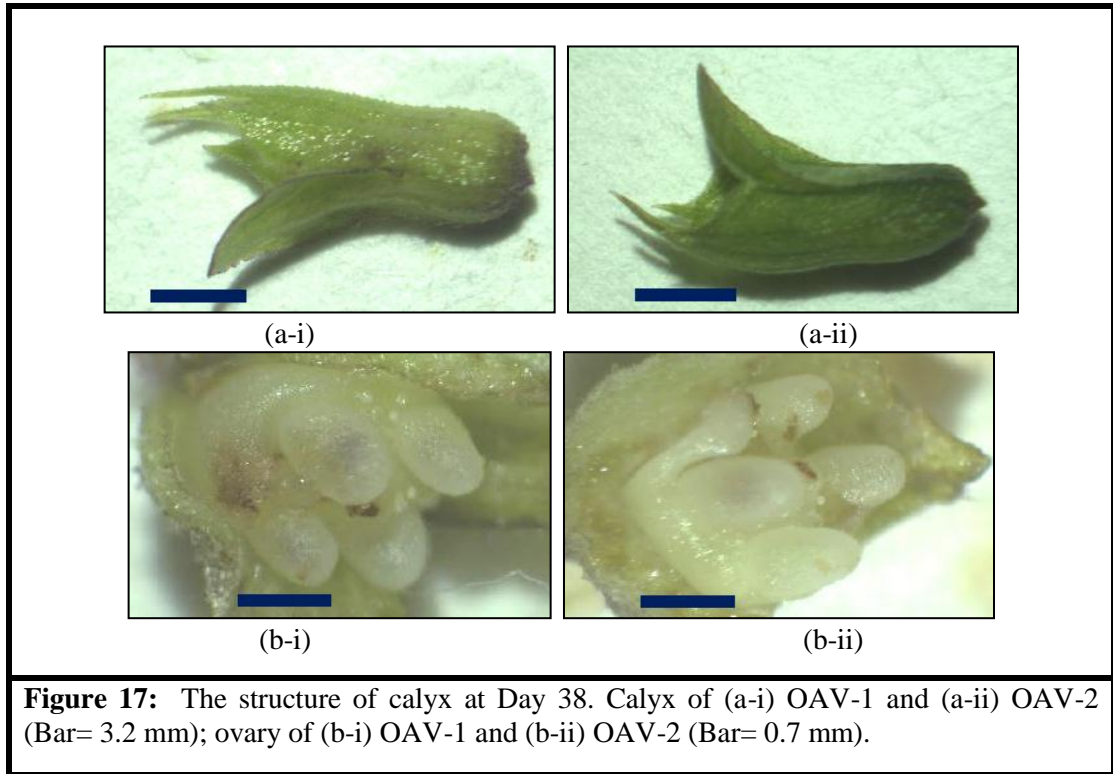 (a-i) (a-ii)
(b-i) (b-ii)
Figure 17: The structure of calyx at Day 38. Calyx of (a-i) OAV-1 and (a-ii) OAV-2
(Bar= 3.2 mm); ovary of (b-i) OAV-1 and (b-ii) OAV-2 (Bar= 0.7 mm).